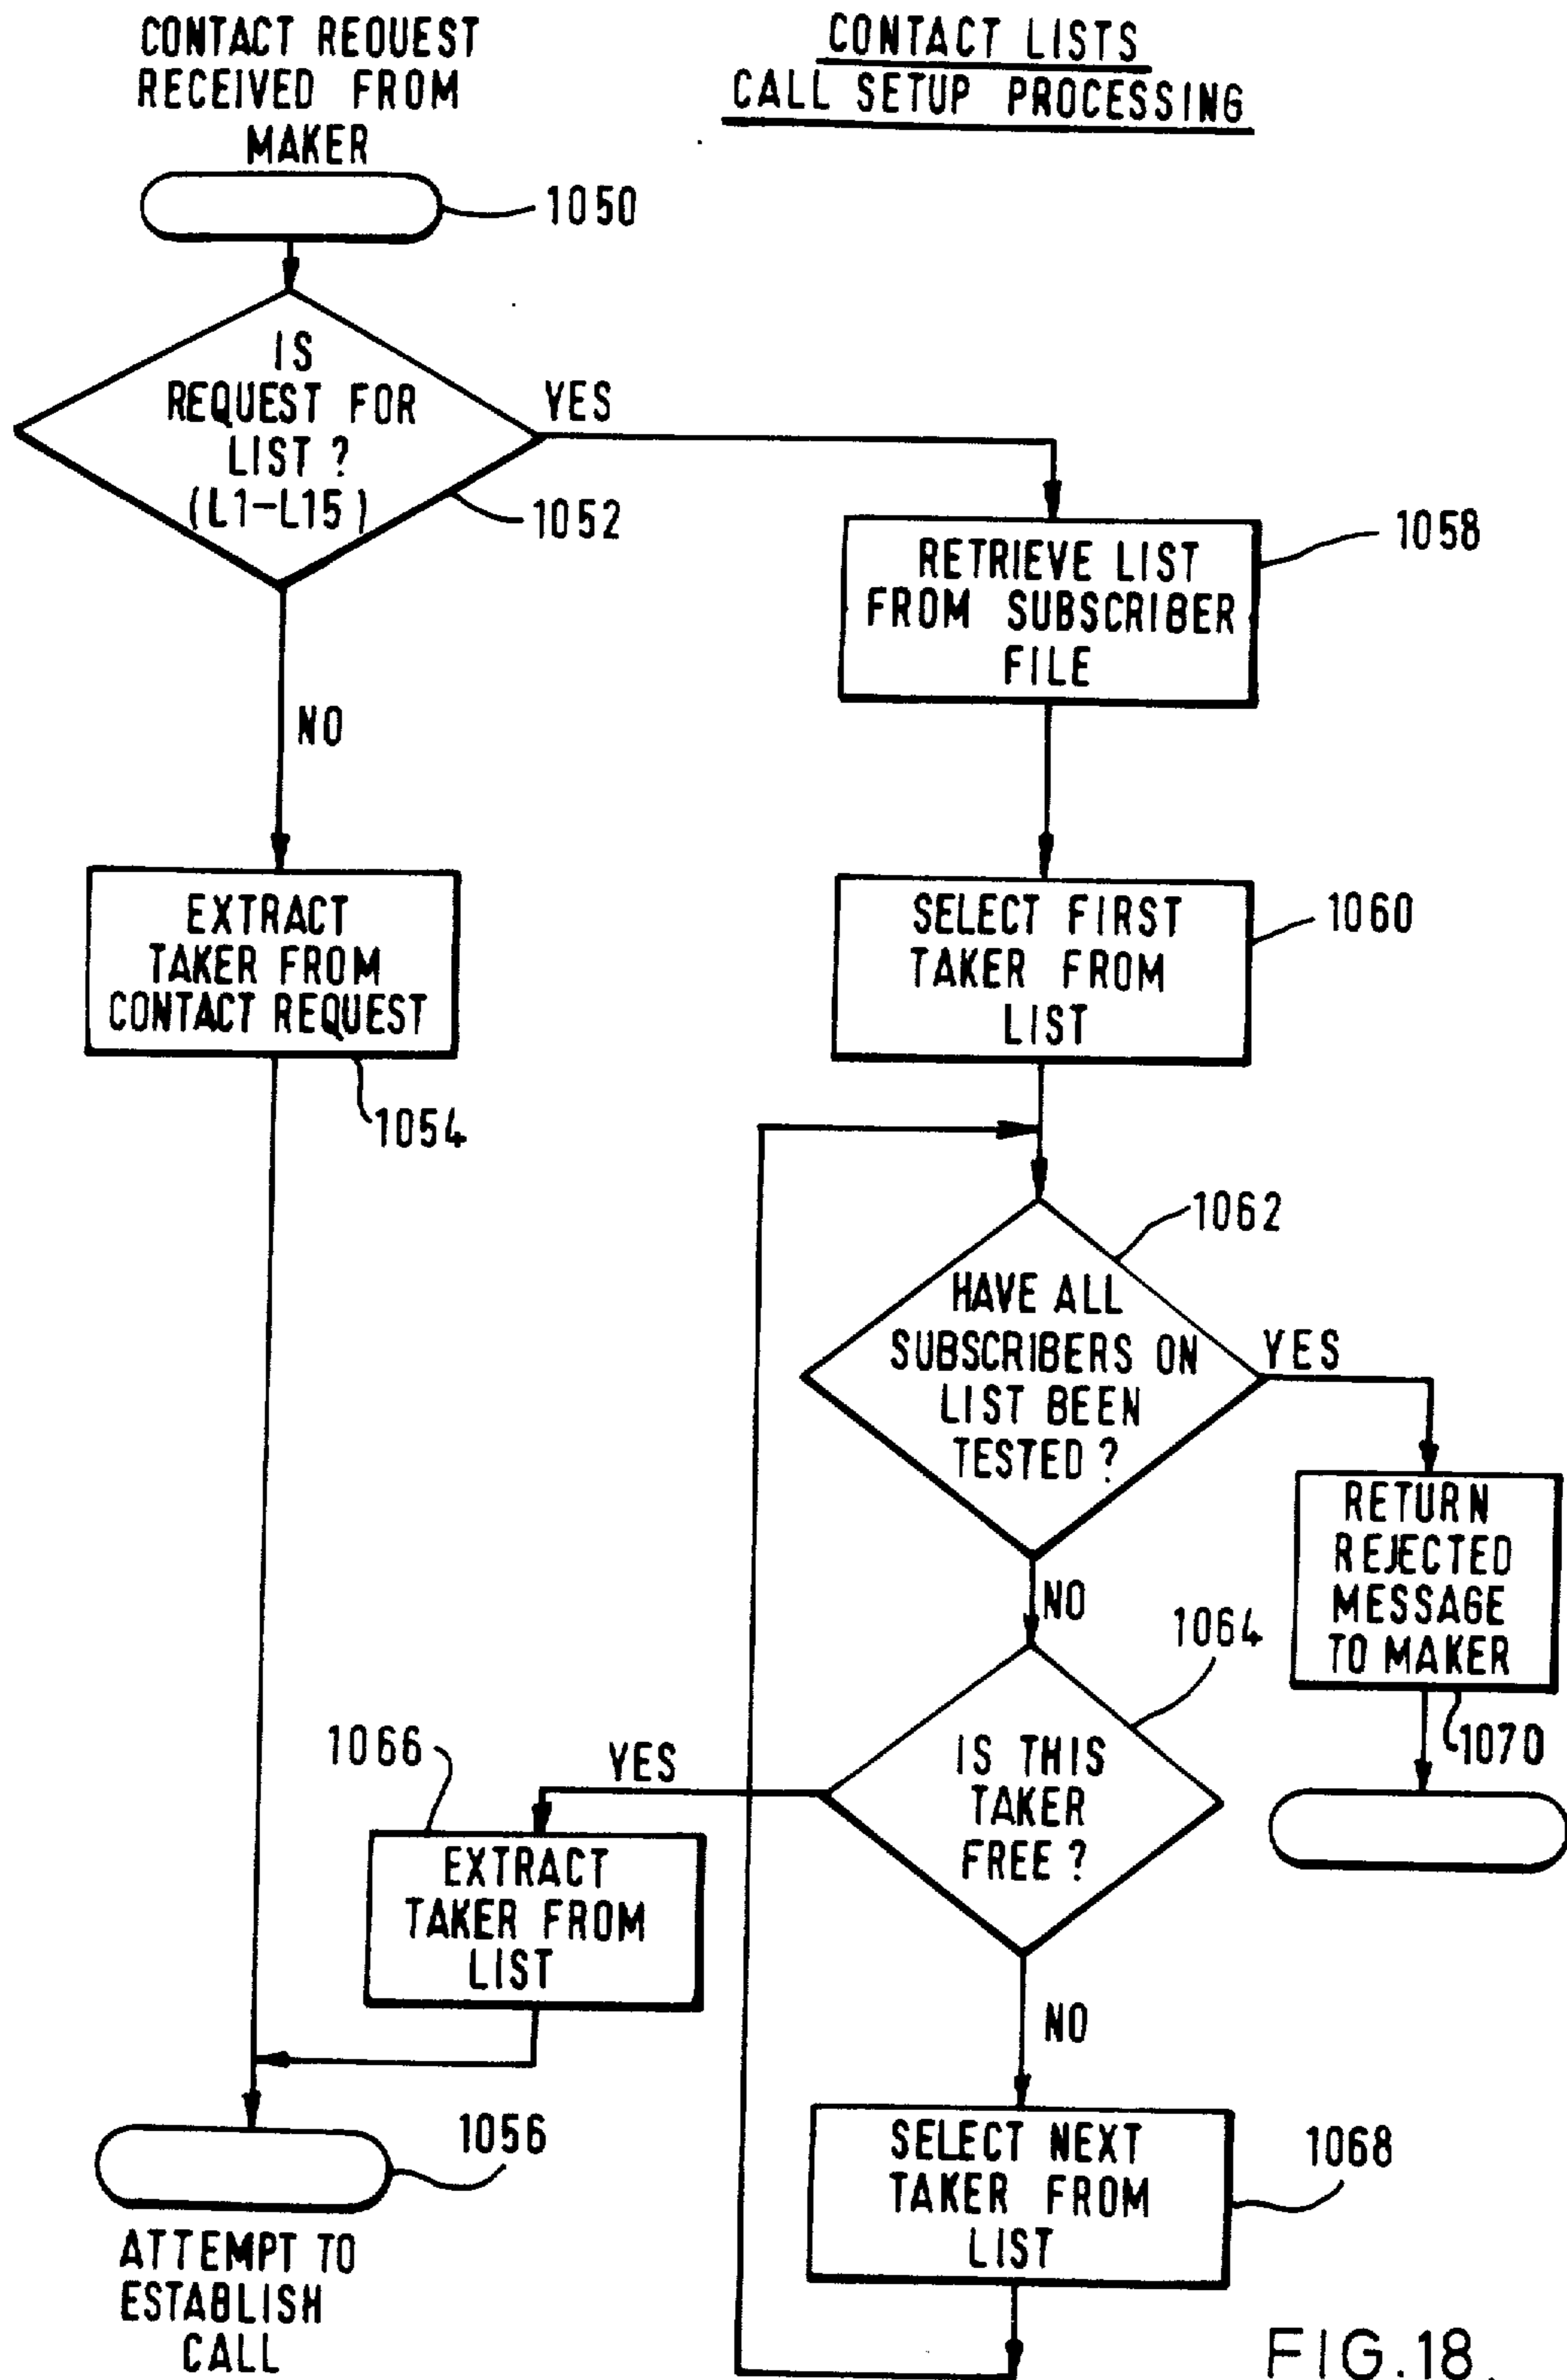 CONTACT REQUEST
RECEIVED FROM
MAKER
CONTACT LISTS
CALL SETUP PROCESSING
1050
IS
REQUEST FOR
LIST ?
(L1-L15)
YES
1052
NO
1058
RETRIEVE LIST
FROM SUBSCRIBER
FILE
EXTRACT
TAKER FROM
CONTACT REQUEST
1054
1060
SELECT FIRST
TAKER FROM
LIST
1062
HAVE ALL
SUBSCRIBERS ON
LIST BEEN
TESTED ?
YES
NO
RETURN
REJECTED
MESSAGE
TO MAKER
1070
1064
IS THIS
TAKER
FREE ?
YES
1066
EXTRACT
TAKER FROM
LIST
NO
1056
ATTEMPT TO
ESTABLISH
CALL
SELECT NEXT
TAKER FROM
LIST
1068
FIG.18.